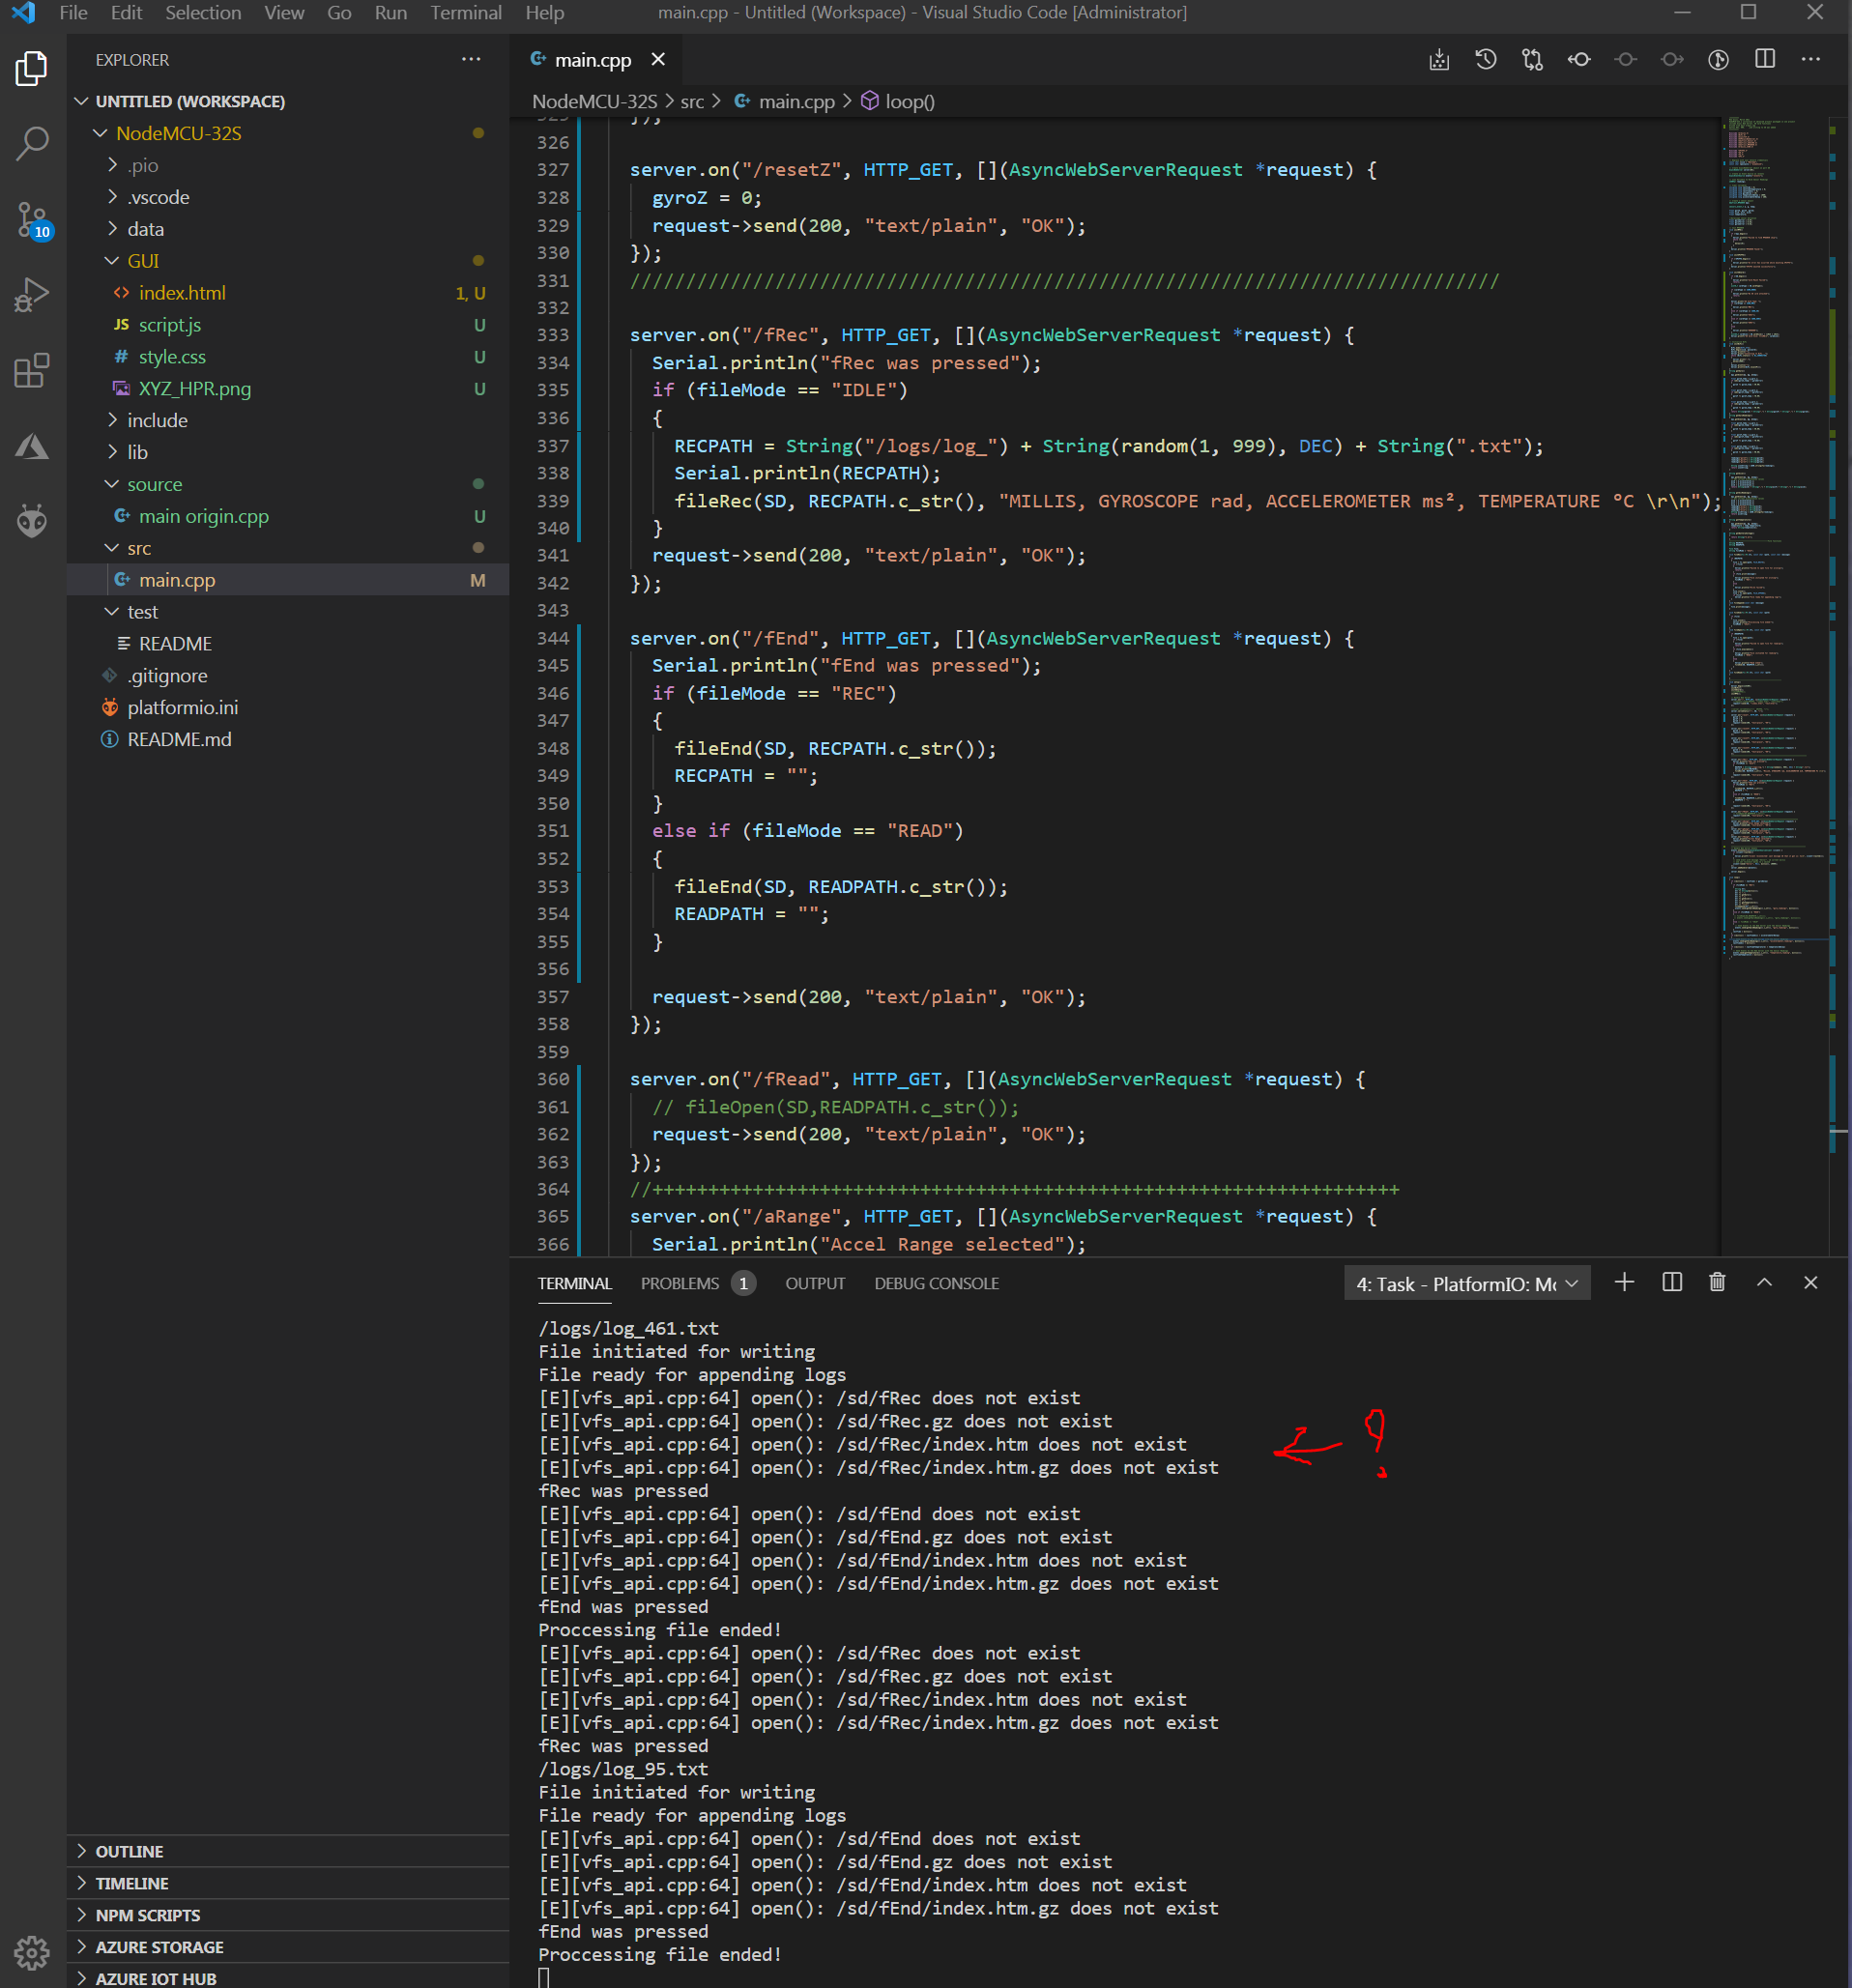 File Edit Selection View Go Run Terminal Help
main.cpp - Untitled (Workspace) - Visual Studio Code [Administrator]
EXPLORER
UNTITLED (WORKSPACE)
NodeMCU-32S
.pio
.vscode
data
GUI
index.html 1, U
JS script.js U
# style.css U
XYZ_HPR.png U
include
lib
source
main origin.cpp U
src
main.cpp M
test
README
.gitignore
platformio.ini
README.md
10
OUTLINE
TIMELINE
NPM SCRIPTS
AZURE STORAGE
AZURE IOT HUB
main.cpp
NodeMCU-32S > src > main.cpp > loop()
325 });
326
327 server.on("/resetZ", HTTP_GET, [](AsyncWebServerRequest *request) {
328 gyroZ = 0;
329 request->send(200, "text/plain", "OK");
330 });
331 //////////////////////////////////////////////////////////////////////////////
332
333 server.on("/fRec", HTTP_GET, [](AsyncWebServerRequest *request) {
334 Serial.println("fRec was pressed");
335 if (fileMode == "IDLE")
336 {
337 RECPATH = String("/logs/log_") + String(random(1, 999), DEC) + String(".txt");
338 Serial.println(RECPATH);
339 fileRec(SD, RECPATH.c_str(), "MILLIS, GYROSCOPE rad, ACCELEROMETER ms², TEMPERATURE ºC \r\n");
340 }
341 request->send(200, "text/plain", "OK");
342 });
343
344 server.on("/fEnd", HTTP_GET, [](AsyncWebServerRequest *request) {
345 Serial.println("fEnd was pressed");
346 if (fileMode == "REC")
347 {
348 fileEnd(SD, RECPATH.c_str());
349 RECPATH = "";
350 }
351 else if (fileMode == "READ")
352 {
353 fileEnd(SD, READPATH.c_str());
354 READPATH = "";
355 }
356
357 request->send(200, "text/plain", "OK");
358 });
359
360 server.on("/fRead", HTTP_GET, [](AsyncWebServerRequest *request) {
361 // fileOpen(SD,READPATH.c_str());
362 request->send(200, "text/plain", "OK");
363 });
364 //+++++++++++++++++++++++++++++++++++++++++++++++++++++++++++++++++++
365 server.on("/aRange", HTTP_GET, [](AsyncWebServerRequest *request) {
366 Serial.println("Accel Range selected");
TERMINAL PROBLEMS 1 OUTPUT DEBUG CONSOLE 4: Task - PlatformIO: Mc
/logs/log_461.txt
File initiated for writing
File ready for appending logs
[E][vfs_api.cpp:64] open(): /sd/fRec does not exist
[E][vfs_api.cpp:64] open(): /sd/fRec.gz does not exist
[E][vfs_api.cpp:64] open(): /sd/fRec/index.htm does not exist
?
[E][vfs_api.cpp:64] open(): /sd/fRec/index.htm.gz does not exist
fRec was pressed
[E][vfs_api.cpp:64] open(): /sd/fEnd does not exist
[E][vfs_api.cpp:64] open(): /sd/fEnd.gz does not exist
[E][vfs_api.cpp:64] open(): /sd/fEnd/index.htm does not exist
[E][vfs_api.cpp:64] open(): /sd/fEnd/index.htm.gz does not exist
fEnd was pressed
Proccessing file ended!
[E][vfs_api.cpp:64] open(): /sd/fRec does not exist
[E][vfs_api.cpp:64] open(): /sd/fRec.gz does not exist
[E][vfs_api.cpp:64] open(): /sd/fRec/index.htm does not exist
[E][vfs_api.cpp:64] open(): /sd/fRec/index.htm.gz does not exist
fRec was pressed
/logs/log_95.txt
File initiated for writing
File ready for appending logs
[E][vfs_api.cpp:64] open(): /sd/fEnd does not exist
[E][vfs_api.cpp:64] open(): /sd/fEnd.gz does not exist
[E][vfs_api.cpp:64] open(): /sd/fEnd/index.htm does not exist
[E][vfs_api.cpp:64] open(): /sd/fEnd/index.htm.gz does not exist
fEnd was pressed
Proccessing file ended!